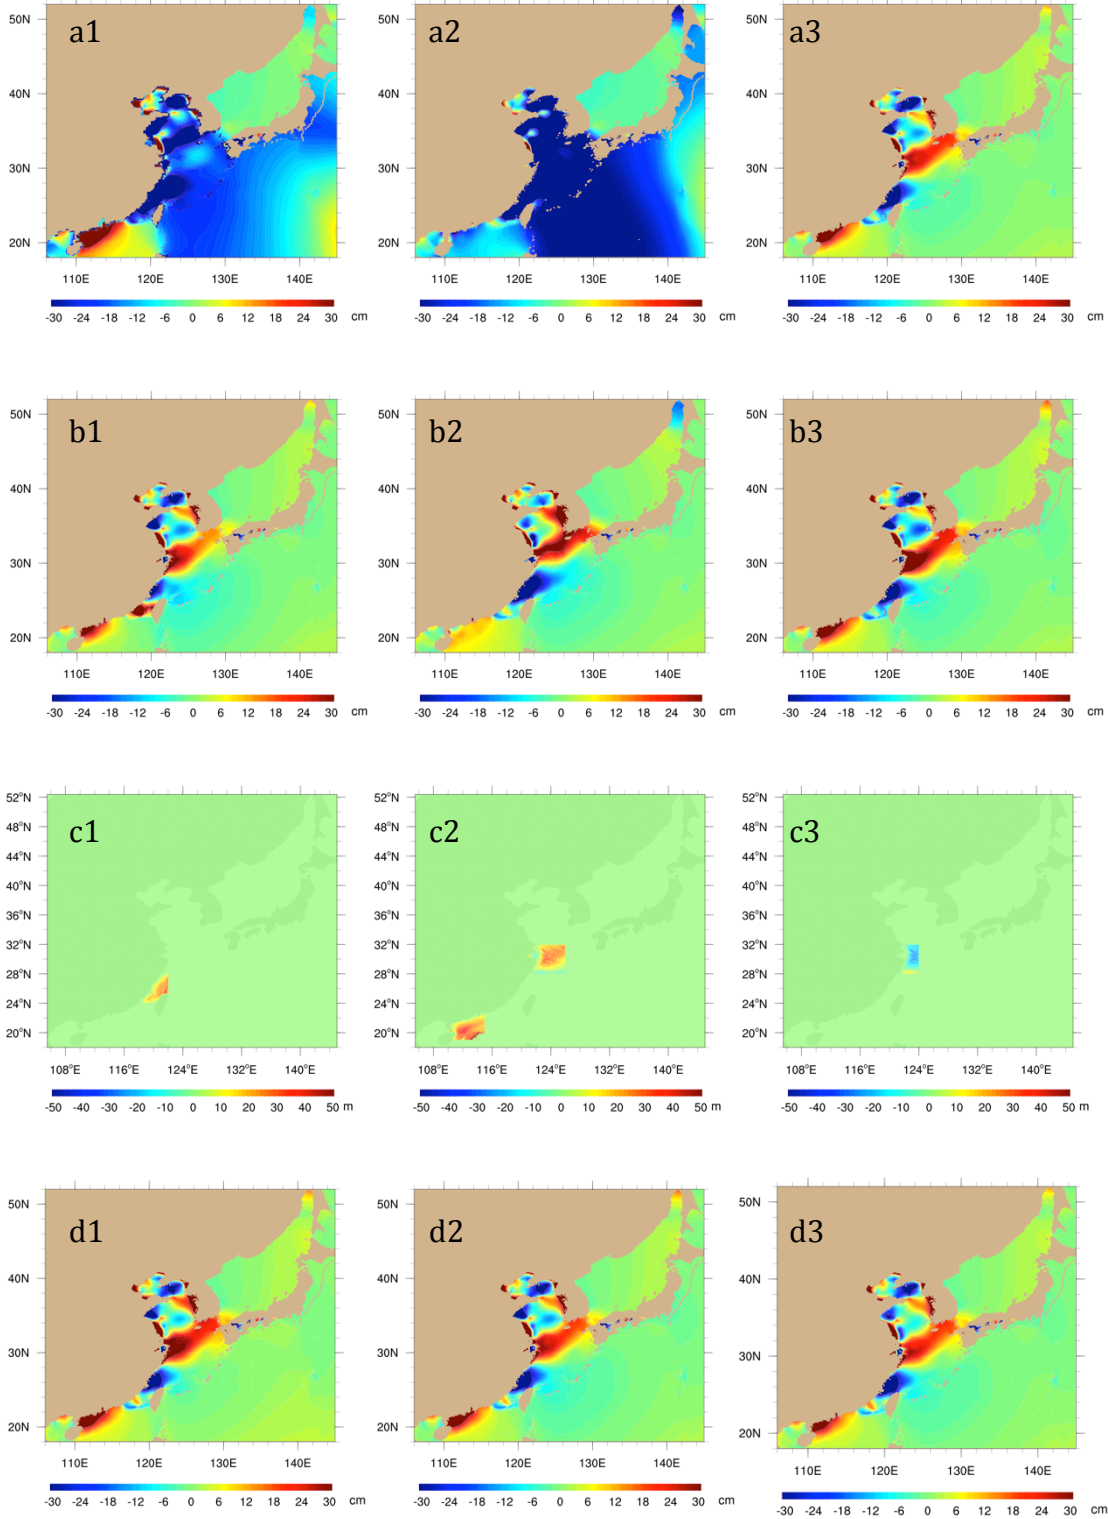 a1
a2
a3
50N
40N
30N
20N
50N
40N
30N
20N
50N
40N
30N
20N
110E 120E 130E 140E
110E 120E 130E 140E
110E 120E 130E 140E
-30 -24 -18 -12 -6 0 6 12 18 24 30 cm
-30 -24 -18 -12 -6 0 6 12 18 24 30 cm
-30 -24 -18 -12 -6 0 6 12 18 24 30 cm
b1
b2
b3
50N
40N
30N
20N
50N
40N
30N
20N
50N
40N
30N
20N
110E 120E 130E 140E
110E 120E 130E 140E
110E 120E 130E 140E
-30 -24 -18 -12 -6 0 6 12 18 24 30 cm
-30 -24 -18 -12 -6 0 6 12 18 24 30 cm
-30 -24 -18 -12 -6 0 6 12 18 24 30 cm
c1
c2
c3
52°N
48°N
44°N
40°N
36°N
32°N
28°N
24°N
20°N
52°N
48°N
44°N
40°N
36°N
32°N
28°N
24°N
20°N
52°N
48°N
44°N
40°N
36°N
32°N
28°N
24°N
20°N
108°E 116°E 124°E 132°E 140°E
108°E 116°E 124°E 132°E 140°E
108°E 116°E 124°E 132°E 140°E
-50 -40 -30 -20 -10 0 10 20 30 40 50 m
-50 -40 -30 -20 -10 0 10 20 30 40 50 m
-50 -40 -30 -20 -10 0 10 20 30 40 50 m
d1
d2
d3
50N
40N
30N
20N
50N
40N
30N
20N
50N
40N
30N
20N
110E 120E 130E 140E
110E 120E 130E 140E
110E 120E 130E 140E
-30 -24 -18 -12 -6 0 6 12 18 24 30 cm
-30 -24 -18 -12 -6 0 6 12 18 24 30 cm
-30 -24 -18 -12 -6 0 6 12 18 24 30 cm